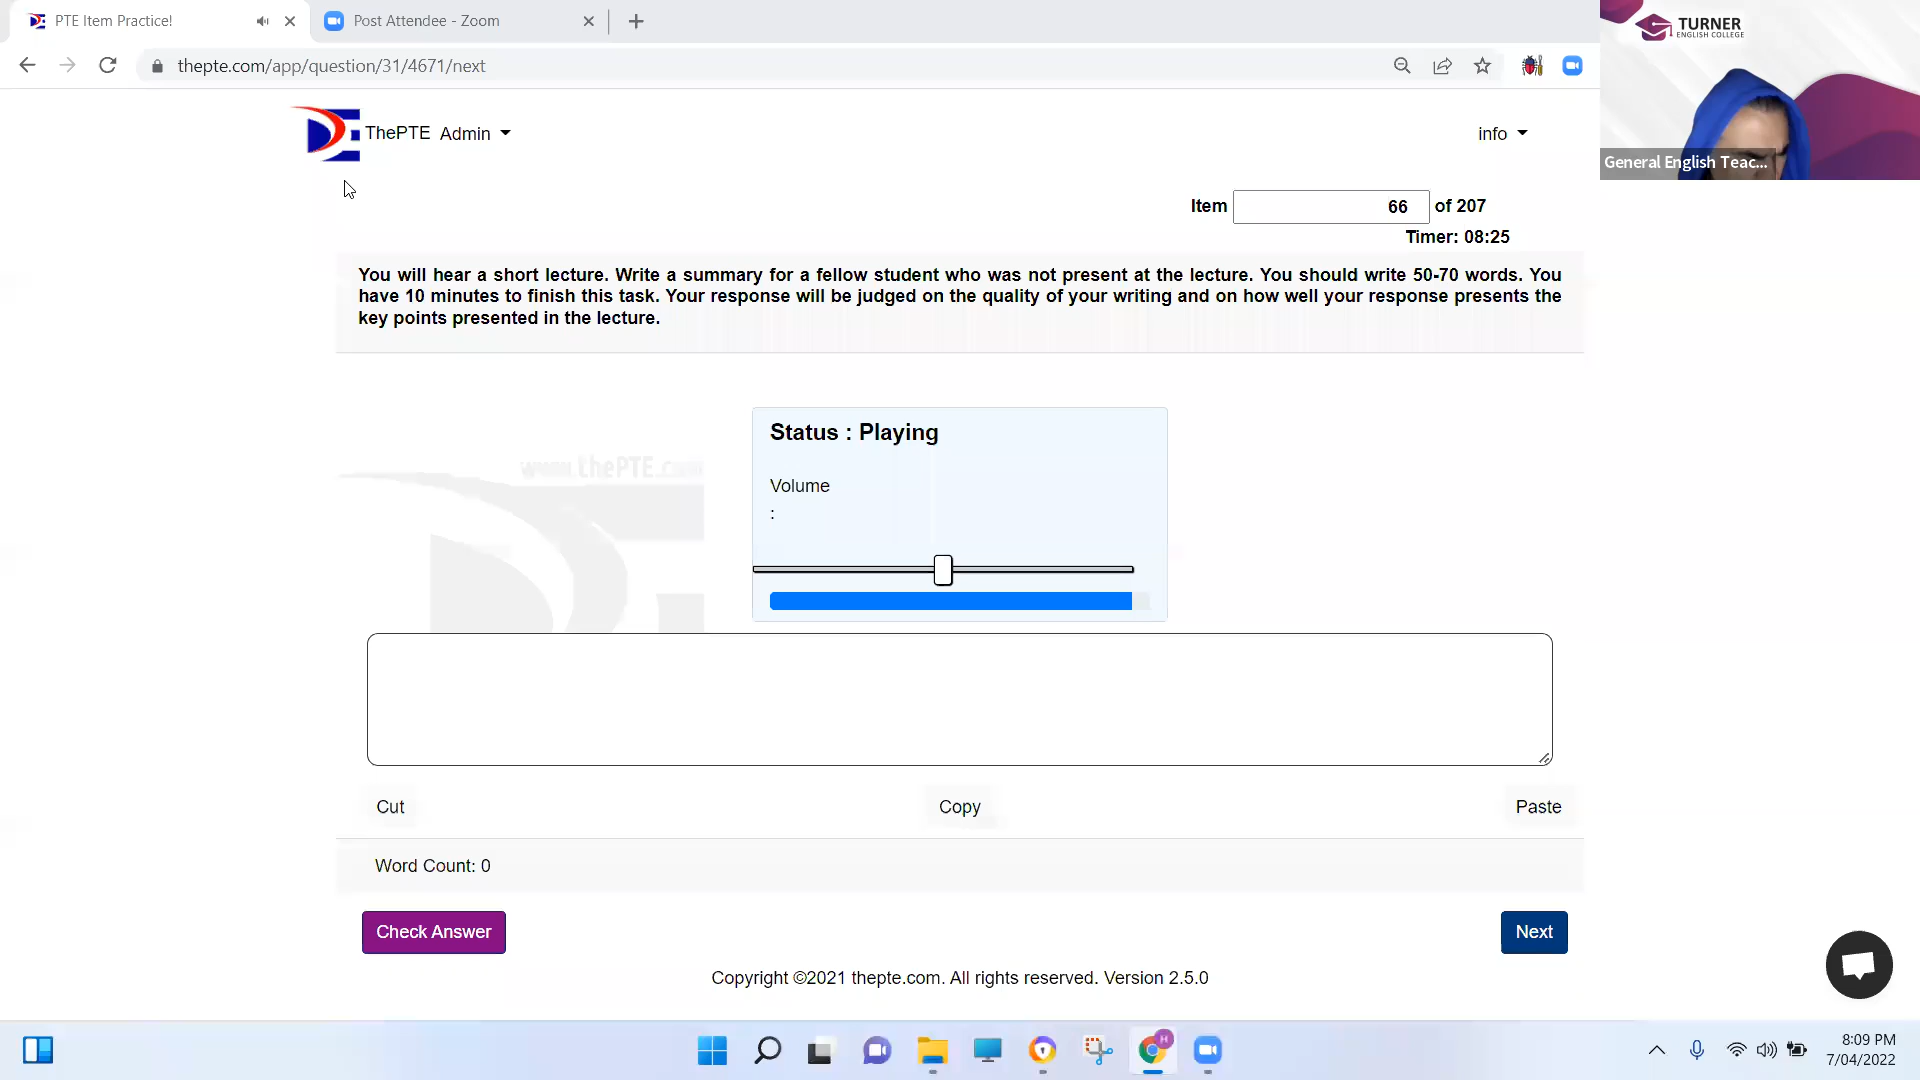 PTE Item Practice!
Post Attendee - Zoom
thepte.com/app/question/31/4671/next
TURNER
ENGLISH COLLEGE
General English Teac...
ThePTE Admin
info
Item 66 of 207
Timer: 08:25
You will hear a short lecture. Write a summary for a fellow student who was not present at the lecture. You should write 50-70 words. You
have 10 minutes to finish this task. Your response will be judged on the quality of your writing and on how well your response presents the
key points presented in the lecture.
www.thePTE.com
Status : Playing
Volume
:
Cut
Copy
Paste
Word Count: 0
Check Answer
Next
Copyright ©2021 thepte.com. All rights reserved. Version 2.5.0
H
8:09 PM
7/04/2022